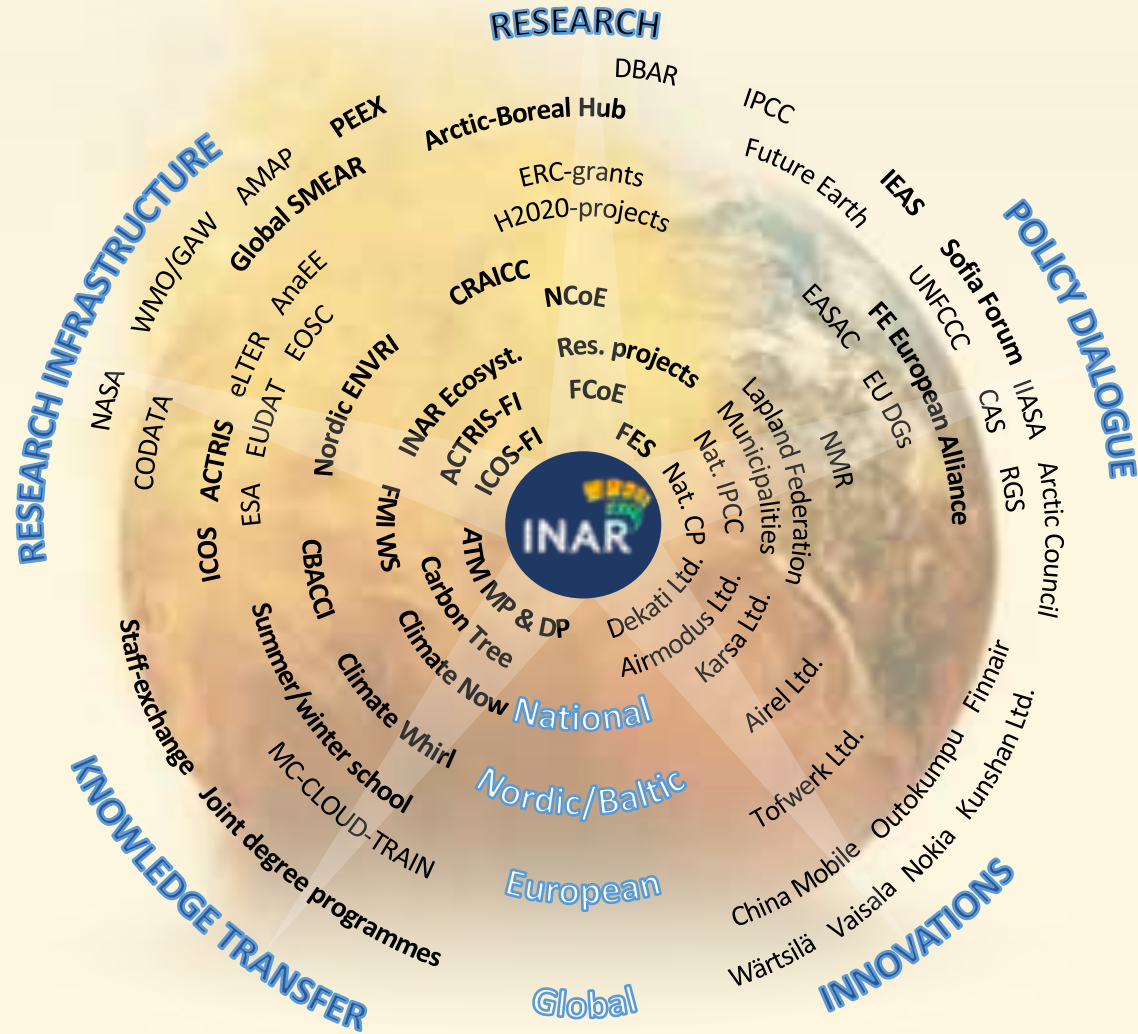 RESEARCH
DBAR
IPCC
PEEX
Arctic-Boreal Hub
Future Earth
IEAS
AMAP
Global SMEAR
ERC-grants
H2020-projects
WMO/GAW
Sofia Forum
UNFCCC
POLICY DIALOGUE
RESEARCH INFRASTRUCTURE
AnaEE
EOSC
CRAICC
NCoE
EASAC
FE European Alliance
eLTER
EUDAT
Nordic ENVRI
INAR Ecosyst.
Res. projects
EU DGs
IIASA
CAS
NASA
CODATA
ACTRIS
ESA
ICOS
ACTRIS-FI
ICOS-FI
FCoE
FES
Lapland Federation
Municipalities
Nat. IPCC
Nat. CP
NMR
RGS
Arctic Council
INAR
FMI WS
CBACCI
ATM MP & DP
Carbon Tree
Climate Now
Dekati Ltd.
Airmodus Ltd.
Karsa Ltd.
Airel Ltd.
Tofwerk Ltd.
Finnair
Outokumpu
Kunshan Ltd.
China Mobile
Nokia
Vaisala
Wärtsilä
Staff-exchange
Summer/winter school
Climate Whirl
MC-CLOUD-TRAIN
Joint degree programmes
National
Nordic/Baltic
European
Global
KNOWLEDGE TRANSFER
INNOVATIONS